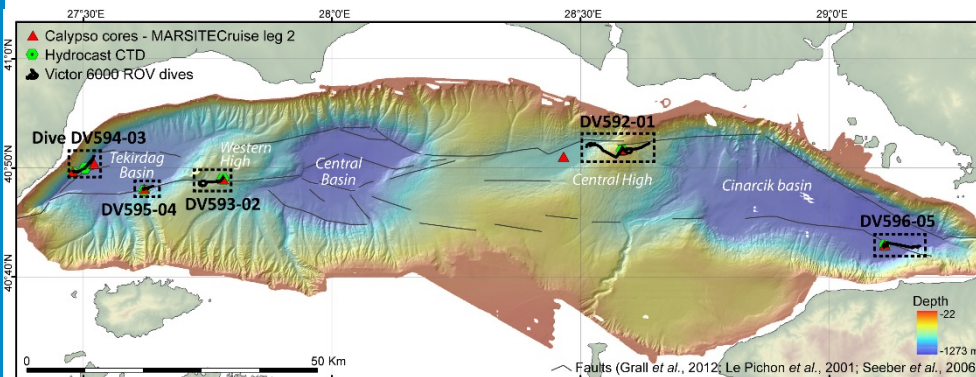 27°30'E
28°00'E
28°30'E
29°0'E
Calypso cores - MARSITECruise leg 2
Hydrocast CTD
Victor 6000 ROV dives
41°0'N
40°50'N
40°40'N
Dive DV594-03
Tekirdag
Basin
DV595-04
Western
High
DV593-02
Central
Basin
DV592-01
Central High
Cinarcik basin
DV596-05
Depth
-22
-1273 m
0
50 Km
Faults (Grall et al., 2012; Le Pichon et al., 2001; Seeber et al., 2006